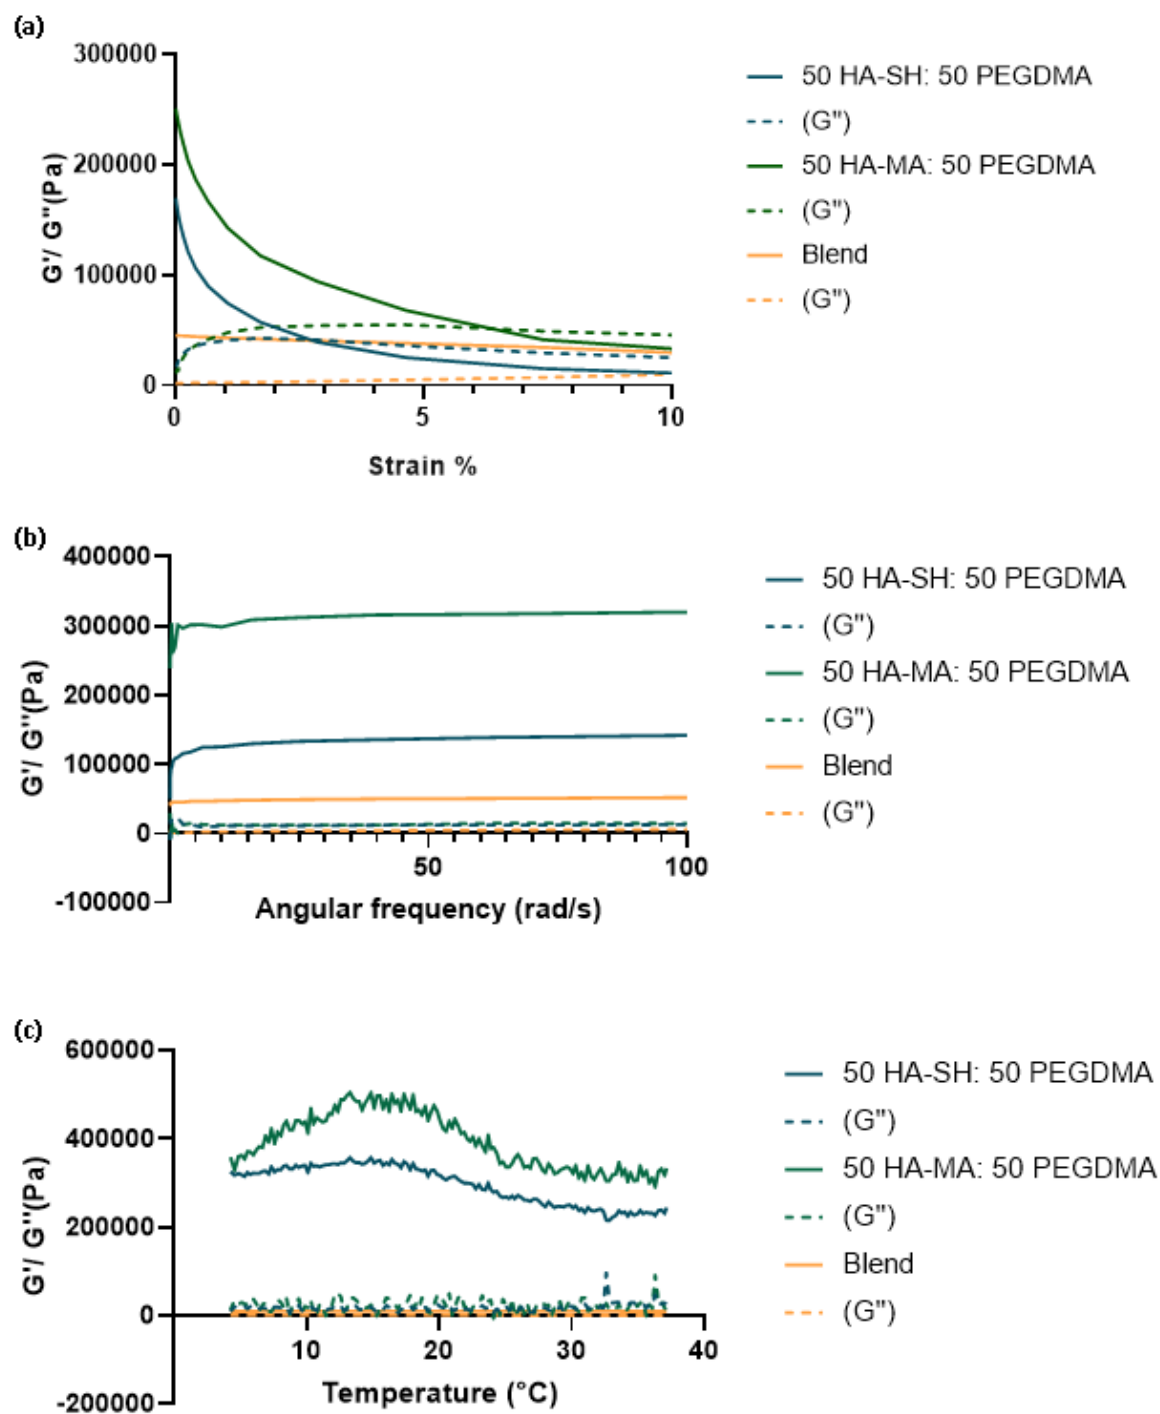 (a)
300000
200000
100000
0
G'/ G"(Pa)
0 5 10
Strain %
50 HA-SH: 50 PEGDMA
(G")
50 HA-MA: 50 PEGDMA
(G")
Blend
(G")
(b)
400000
300000
200000
100000
0
-100000
G'/ G''(Pa)
50 100
Angular frequency (rad/s)
50 HA-SH: 50 PEGDMA
(G")
50 HA-MA: 50 PEGDMA
(G")
Blend
(G")
(c)
600000
400000
200000
0
-200000
G'/ G''(Pa)
10 20 30 40
Temperature (°C)
50 HA-SH: 50 PEGDMA
(G")
50 HA-MA: 50 PEGDMA
(G")
Blend
(G")